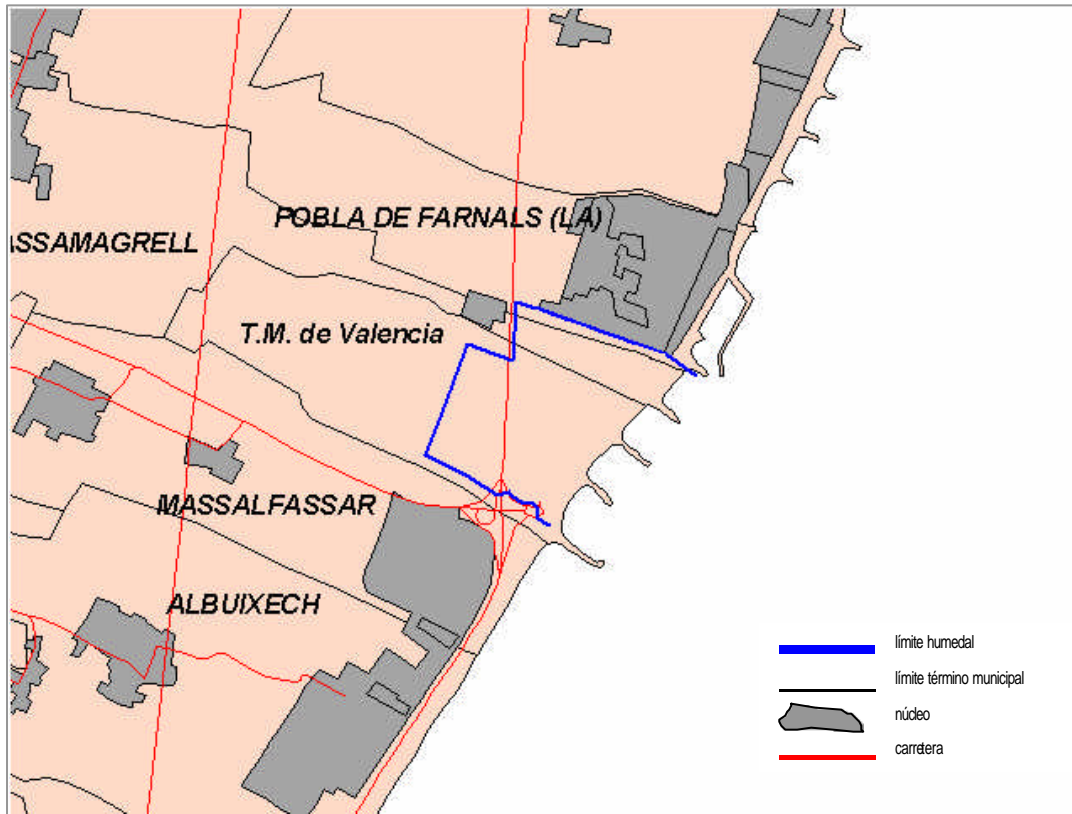 POBLA DE FARNALS (LA)
ASSAMAGRELL
T.M. de Valencia
MASSALFASSAR
ALBUIXECH
límite humedal
límite término municipal
núcleo
carretera